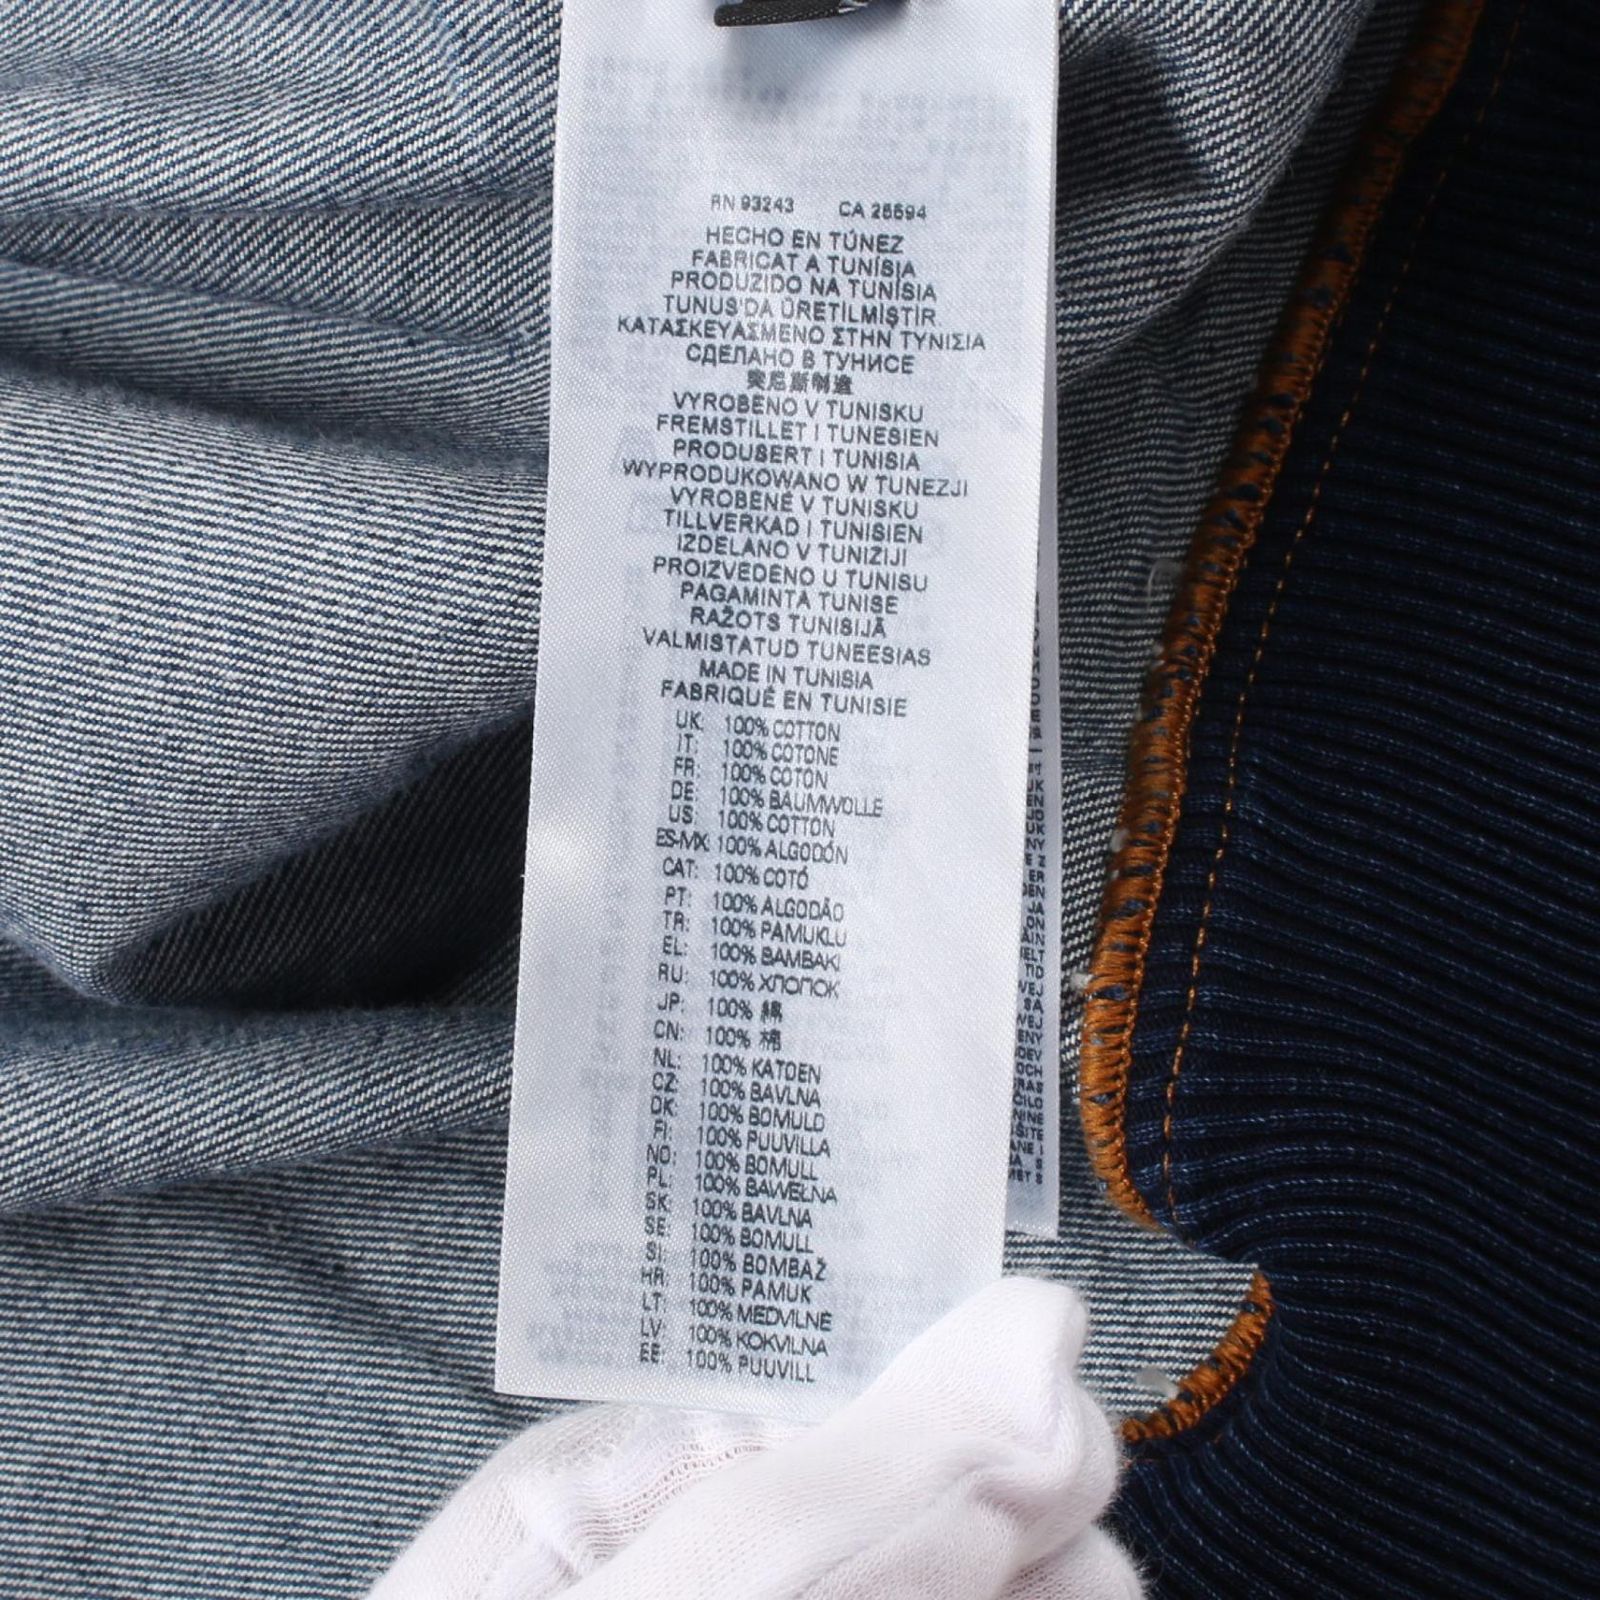 RN 93243 CA 25594
HECHO EN TÚNEZ
FABRICAT A TUNÍSIA
PRODUZIDO NA TUNÍSIA
TUNUS'DA ÜRETİLMİŞTİR
ΚΑΤΑΣΚΕΥΑΣΜΕΝΟ ΣΤΗΝ ΤΥΝΙΣΙΑ
СДЕЛАНО В ТУНИСЕ
突尼斯制造
VYROBENO V TUNISKU
FREMSTILLET I TUNESIEN
PRODUSERT I TUNISIA
WYPRODUKOWANO W TUNEZJI
VYROBENÉ V TUNISKU
TILLVERKAD I TUNISIEN
IZDELANO V TUNIZIJI
PROIZVEDENO U TUNISU
PAGAMINTA TUNISE
RAŽOTS TUNISIJĀ
VALMISTATUD TUNEESIAS
MADE IN TUNISIA
FABRIQUÉ EN TUNISIE
UK: 100% COTTON
IT: 100% COTONE
FR: 100% COTON
DE: 100% BAUMWOLLE
US: 100% COTTON
ES-MX: 100% ALGODÓN
CAT: 100% COTÓ
PT: 100% ALGODÃO
TR: 100% PAMUKLU
EL: 100% ΒΑΜΒΑΚΙ
RU: 100% ХЛОПОК
JP: 100% 綿
CN: 100% 棉
NL: 100% KATOEN
CZ: 100% BAVLNA
DK: 100% BOMULD
FI: 100% PUUVILLA
NO: 100% BOMULL
PL: 100% BAWEŁNA
SK: 100% BAVLNA
SE: 100% BOMULL
SI: 100% BOMBAŽ
HR: 100% PAMUK
LT: 100% MEDVILNĖ
LV: 100% KOKVILNA
EE: 100% PUUVILL